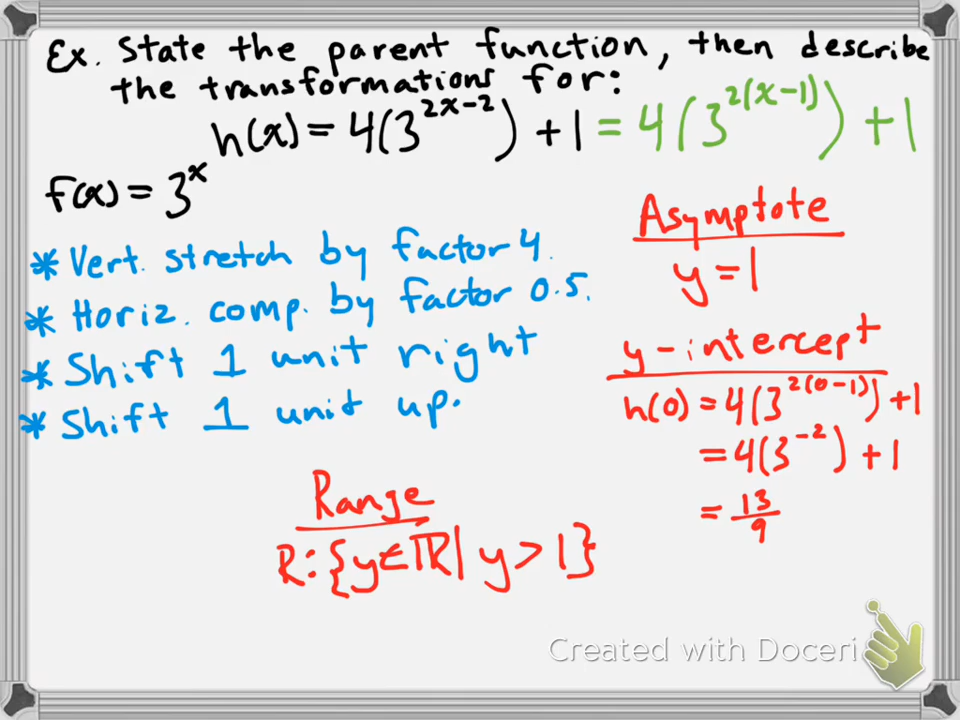 Ex. State the parent function, then describe
the transformations for:
h(x) = 4(3^{2x-2}) + 1 = 4(3^{2(x-1)}) + 1
f(x) = 3^x
* Vert. stretch by factor 4.
* Horiz. comp. by factor 0.5.
* Shift 1 unit right
* Shift 1 unit up.
Asymptote
y = 1
y-intercept
h(0) = 4(3^{2(0-1)}) + 1
= 4(3^{-2}) + 1
= 13/9
Range
R: {y∈ℝ| y > 1}
Created with Doceri